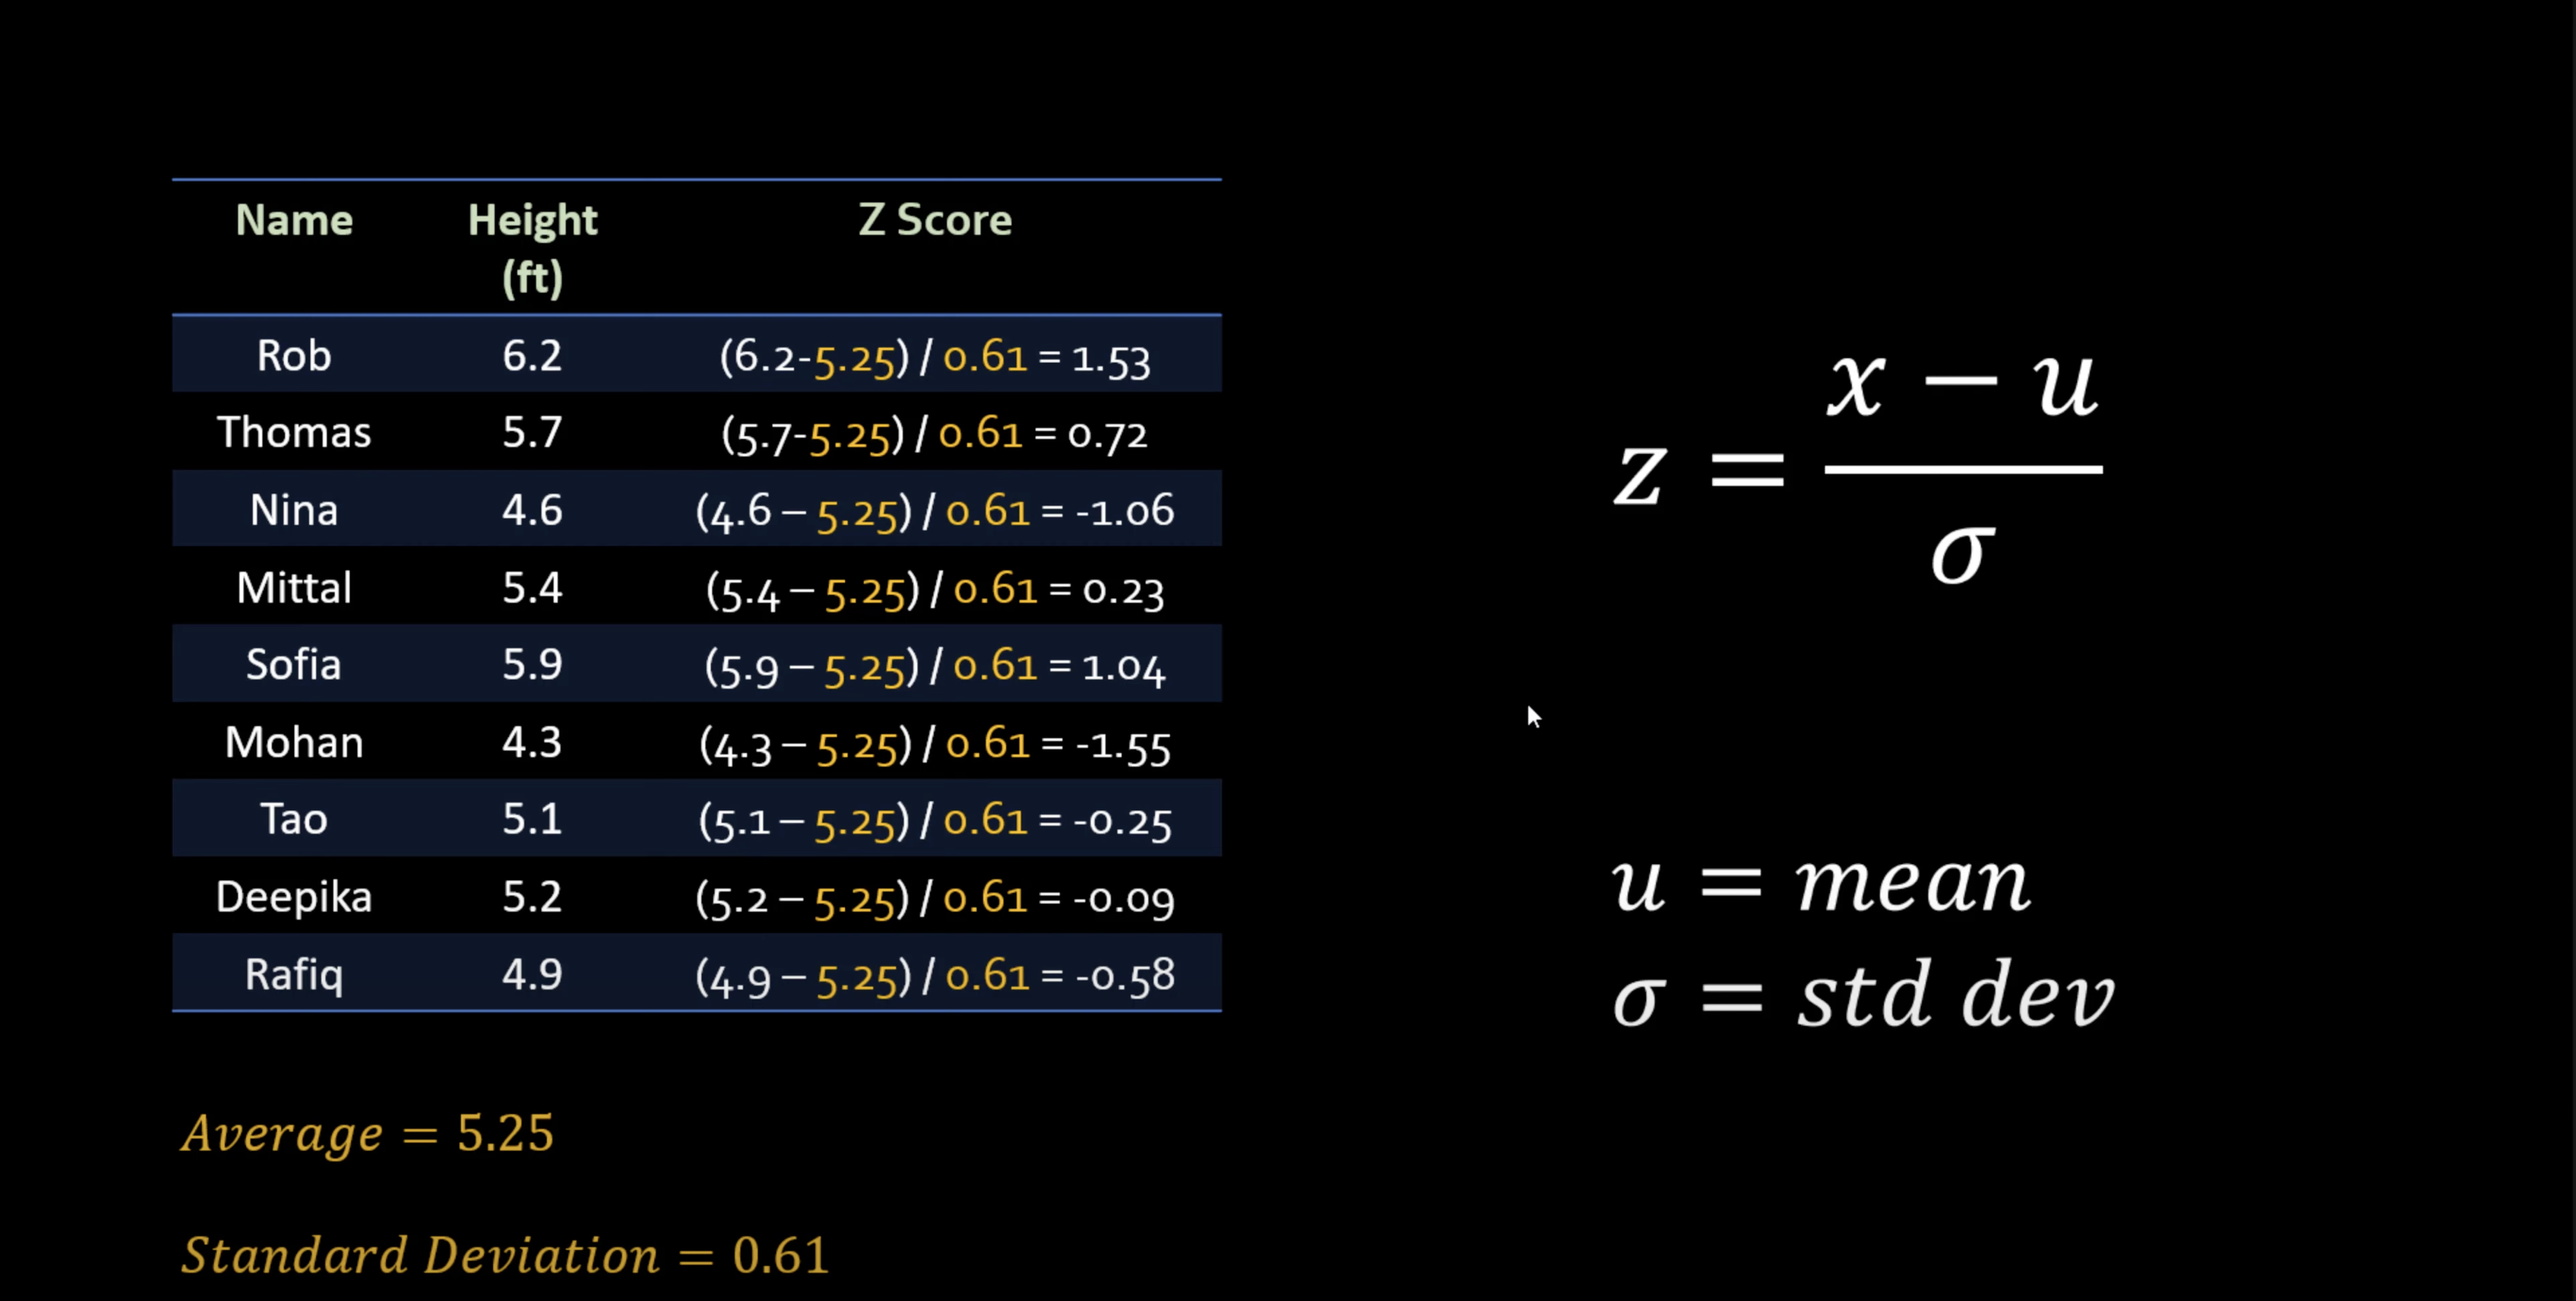 Name Height (ft) Z Score
Rob 6.2 (6.2-5.25) / 0.61 = 1.53
Thomas 5.7 (5.7-5.25) / 0.61 = 0.72
Nina 4.6 (4.6 – 5.25) / 0.61 = -1.06
Mittal 5.4 (5.4 – 5.25) / 0.61 = 0.23
Sofia 5.9 (5.9 – 5.25) / 0.61 = 1.04
Mohan 4.3 (4.3 – 5.25) / 0.61 = -1.55
Tao 5.1 (5.1 – 5.25) / 0.61 = -0.25
Deepika 5.2 (5.2 – 5.25) / 0.61 = -0.09
Rafiq 4.9 (4.9 – 5.25) / 0.61 = -0.58
Average = 5.25
Standard Deviation = 0.61
x − u
z =
σ
u = mean
σ = std dev